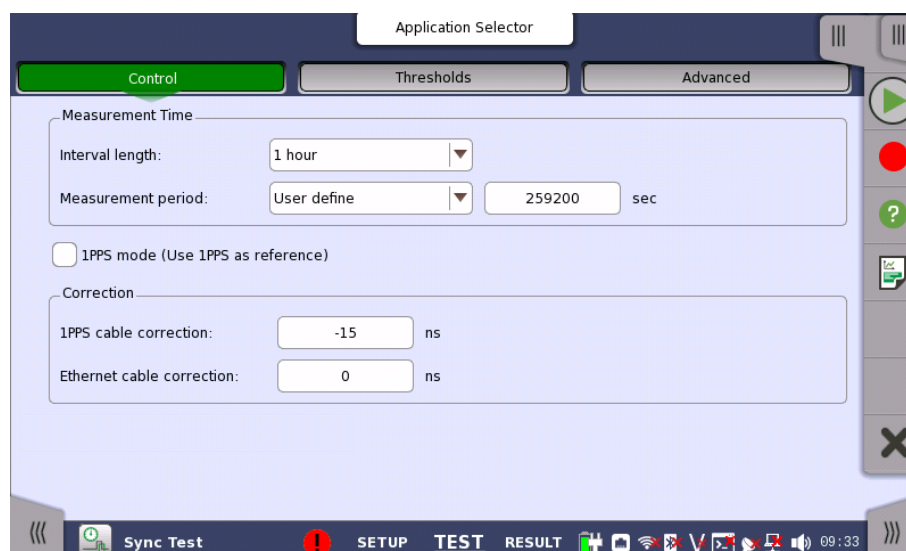 Application Selector
Control Thresholds Advanced
Measurement Time
Interval length: 1 hour
Measurement period: User define 259200 sec
1PPS mode (Use 1PPS as reference)
Correction
1PPS cable correction: -15 ns
Ethernet cable correction: 0 ns
Sync Test SETUP TEST RESULT 09:33